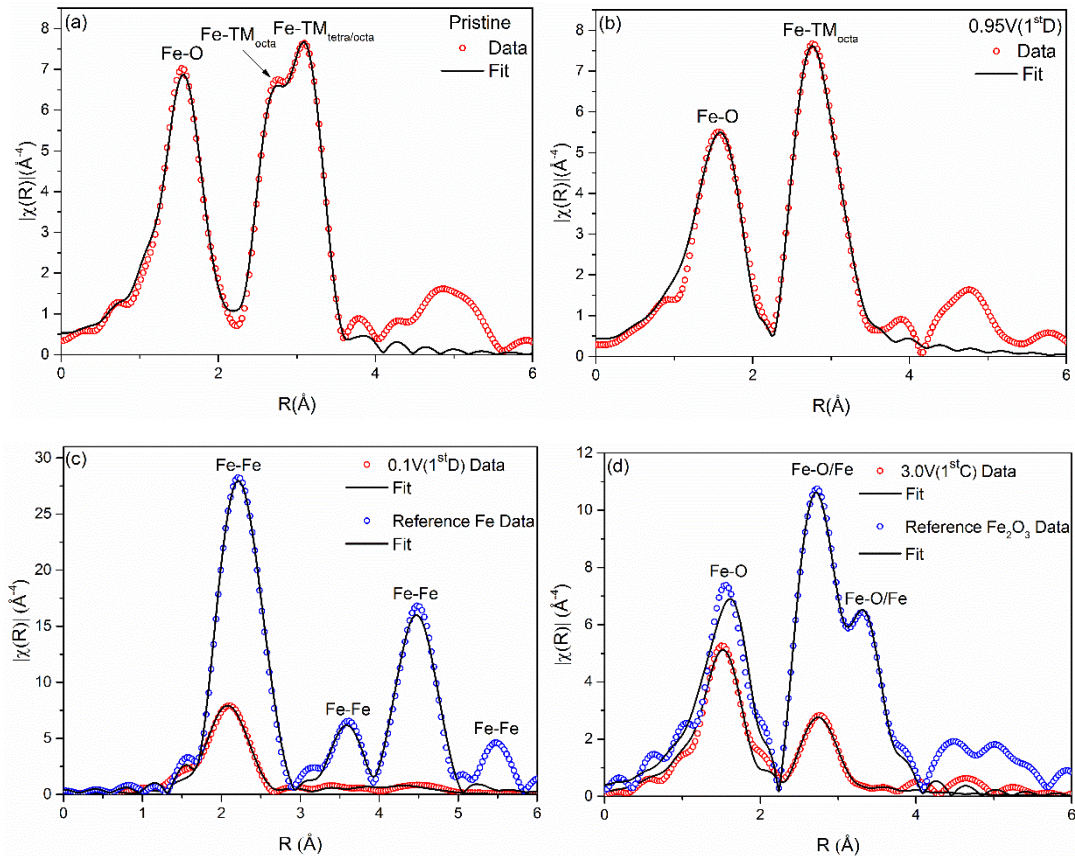 (a)
Pristine
Data
Fit
Fe-O
Fe-TMocta
Fe-TMtetra/octa
|χ(R)|(Å-4)
8
7
6
5
4
3
2
1
0
0 2 4 6
R(Å)
(b)
0.95V(1stD)
Data
Fit
Fe-O
Fe-TMocta
|χ(R)|(Å-4)
8
7
6
5
4
3
2
1
0
0 2 4 6
R(Å)
(c)
0.1V(1stD) Data
Fit
Reference Fe Data
Fit
Fe-Fe
Fe-Fe
Fe-Fe
Fe-Fe
|χ(R)| (Å-4)
30
25
20
15
10
5
0
0 1 2 3 4 5 6
R (Å)
(d)
3.0V(1stC) Data
Fit
Reference Fe2O3 Data
Fit
Fe-O
Fe-O/Fe
Fe-O/Fe
|χ(R)| (Å-4)
12
10
8
6
4
2
0
0 2 4 6
R (Å)